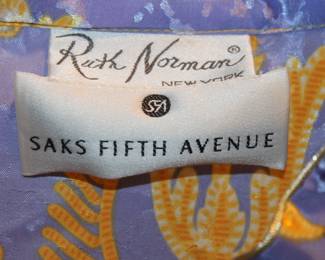 Ruth Norman®
NEW YORK
SFA
SAKS FIFTH AVENUE